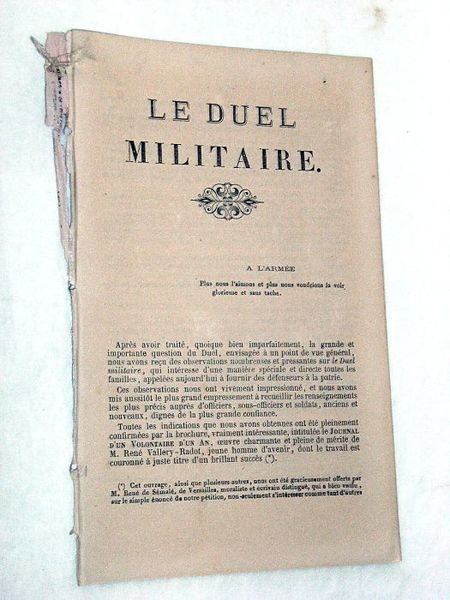 LE DUEL
MILITAIRE.
A L'ARMÉE
Plus nous l'aimons et plus nous voudrions la voir
glorieuse et sans tache.
Après avoir traité, quoique bien imparfaitement, la grande et
importante question du Duel, envisagée à un point de vue général,
nous avons reçu des observations nombreuses et pressantes sur le Duel
militaire, qui intéresse d'une manière spéciale et directe toutes les
familles, appelées aujourd'hui à fournir des défenseurs à la patrie.
Ces observations nous ont vivement impressionné, et nous avons
mis aussitôt le plus grand empressement à recueillir les renseignements
les plus précis auprès d'officiers, sous-officiers et soldats, anciens et
nouveaux, dignes de la plus grande confiance.
Toutes les indications que nous avons obtenues ont été pleinement
confirmées par la brochure, vraiment intéressante, intitulée le JOURNAL
D'UN VOLONTAIRE D'UN AN, œuvre charmante et pleine de mérite de
M. René Vallery-Radot, jeune homme d'avenir, dont le travail est
couronné à juste titre d'un brillant succès (*).
(*) Cet ouvrage, ainsi que plusieurs autres, nous ont été gracieusement offerts par
M. René de Sémalé, de Versailles, moraliste et écrivain distingué, qui a bien voulu,
sur le simple énoncé de notre pétition, non-seulement s'intéresser comme tant d'autres